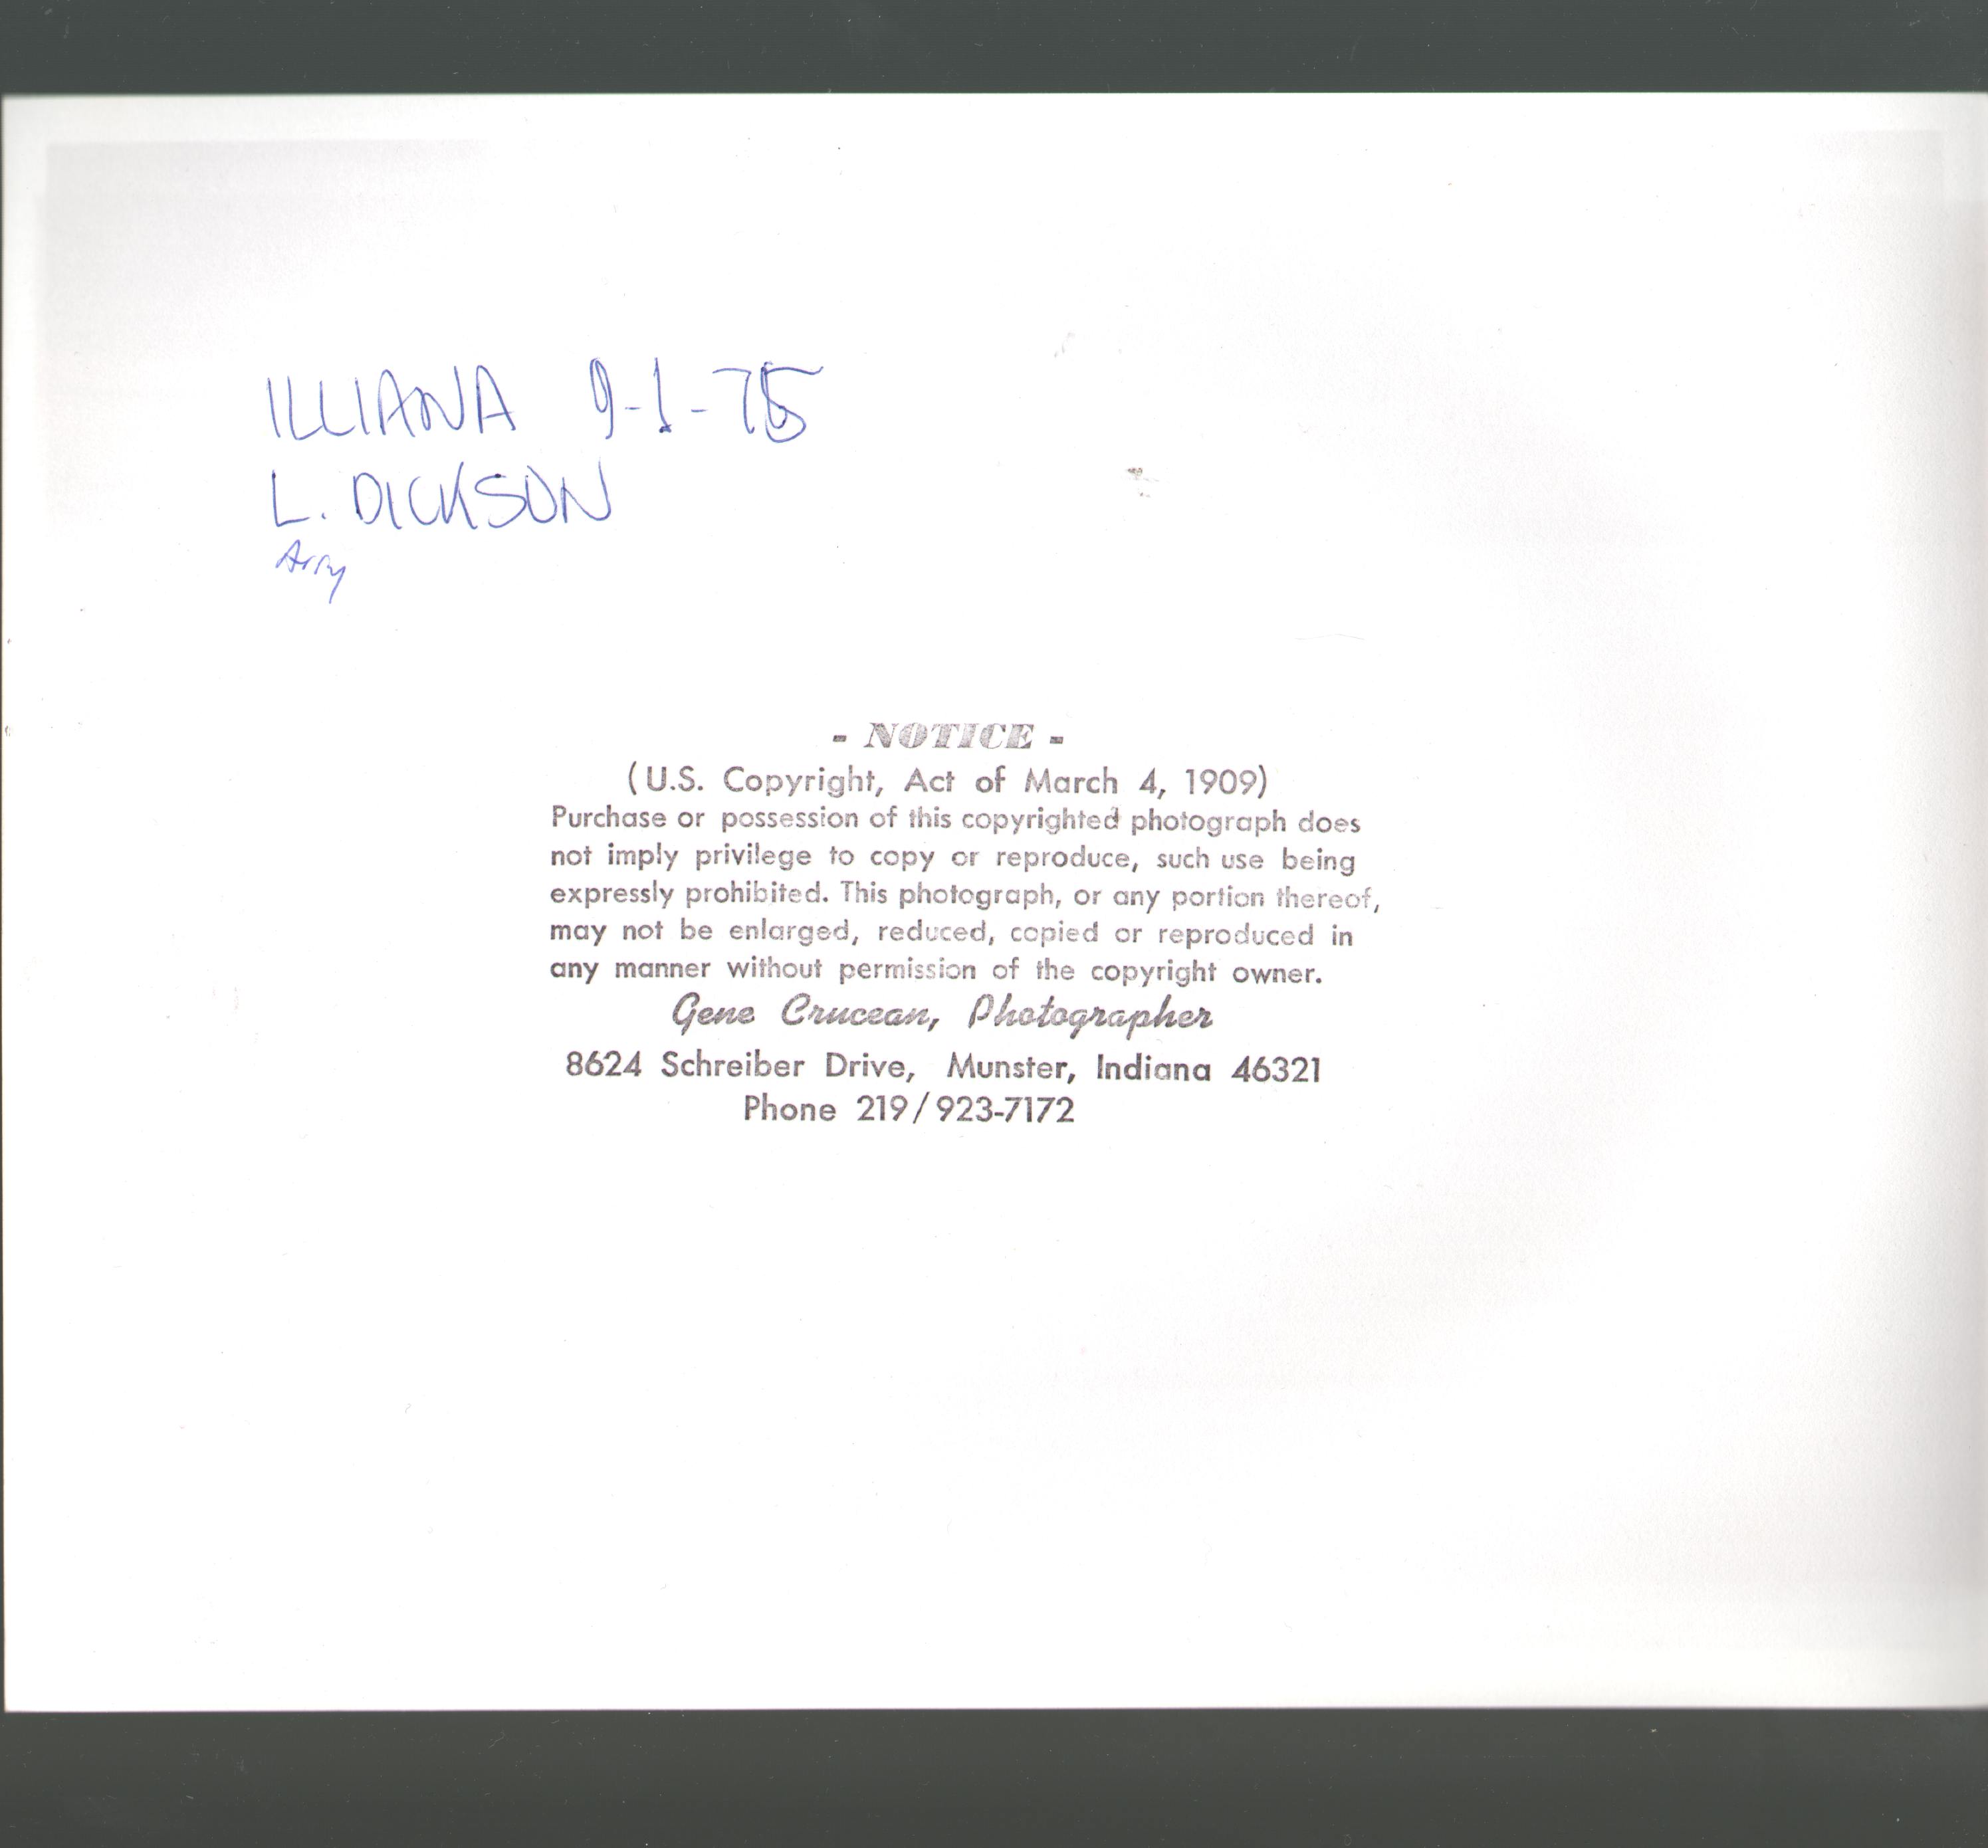 ILLIANA 9-1-75
L. DICKSON
Arry
- NOTICE -
(U.S. Copyright, Act of March 4, 1909)
Purchase or possession of this copyrighted photograph does
not imply privilege to copy or reproduce, such use being
expressly prohibited. This photograph, or any portion thereof,
may not be enlarged, reduced, copied or reproduced in
any manner without permission of the copyright owner.
Gene Crucean, Photographer
8624 Schreiber Drive, Munster, Indiana 46321
Phone 219/923-7172